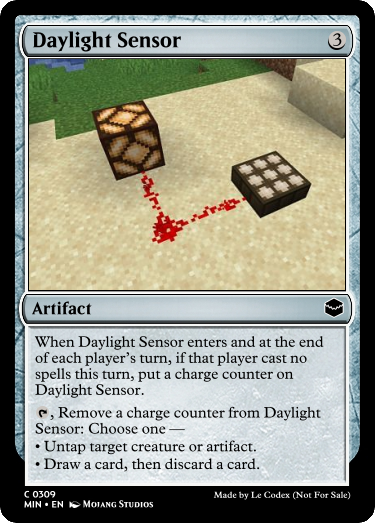 Daylight Sensor 3
Artifact
When Daylight Sensor enters and at the end
of each player's turn, if that player cast no
spells this turn, put a charge counter on
Daylight Sensor.
, Remove a charge counter from Daylight
Sensor: Choose one —
• Untap target creature or artifact.
• Draw a card, then discard a card.
C 0309
MIN • EN Mojang Studios
Made by Le Codex (Not For Sale)